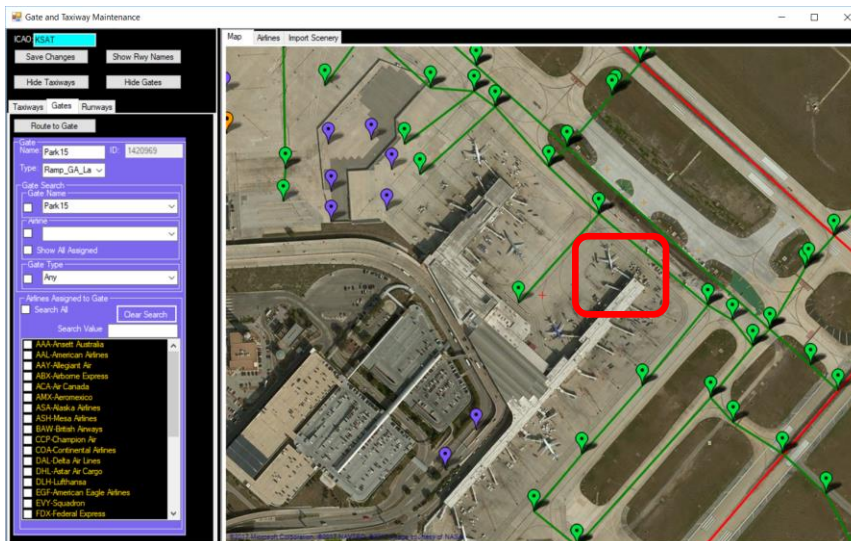 Gate and Taxiway Maintenance
ICAO: KSAT
Save Changes
Show Rwy Names
Hide Taxiways
Hide Gates
Taxiways
Gates
Runways
Route to Gate
Gate
Name: Park15
ID: 1420969
Type: Ramp_GA_La
Gate Search
Gate Name
Park15
Airline
Show All Assigned
Gate Type
Any
Airlines Assigned to Gate
Search All
Clear Search
Search Value
AAA-Ansett Australia
AAL-American Airlines
AAY-Allegiant Air
ABX-Airborne Express
ACA-Air Canada
AMX-Aeromexico
ASA-Alaska Airlines
ASH-Mesa Airlines
BAW-British Airways
CCP-Champion Air
COA-Continental Airlines
DAL-Delta Air Lines
DHL-Astar Air Cargo
DLH-Lufthansa
EGF-American Eagle Airlines
EVY-Squadron
FDX-Federal Express
Map
Airlines
Import Scenery